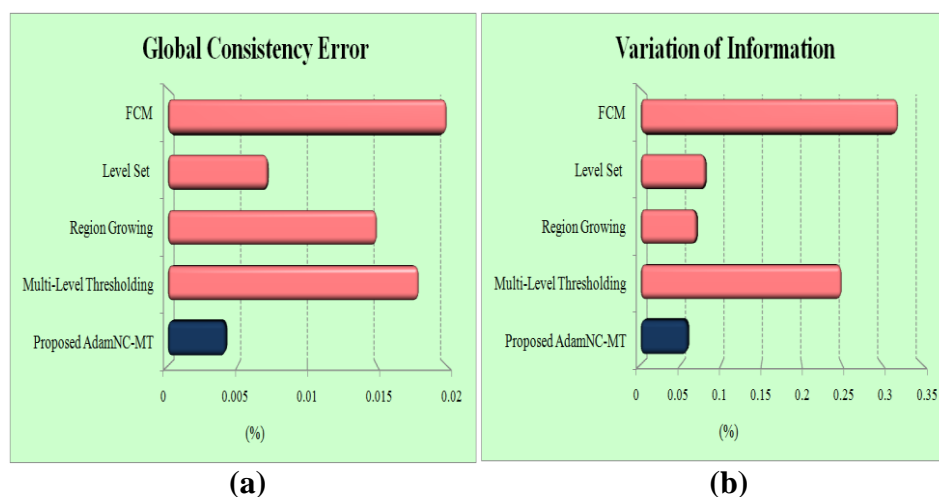 Global Consistency Error
FCM
Level Set
Region Growing
Multi-Level Thresholding
Proposed AdamNC-MT
0 0.005 0.01 0.015 0.02
(%)
(a)
Variation of Information
FCM
Level Set
Region Growing
Multi-Level Thresholding
Proposed AdamNC-MT
0 0.05 0.1 0.15 0.2 0.25 0.3 0.35
(%)
(b)